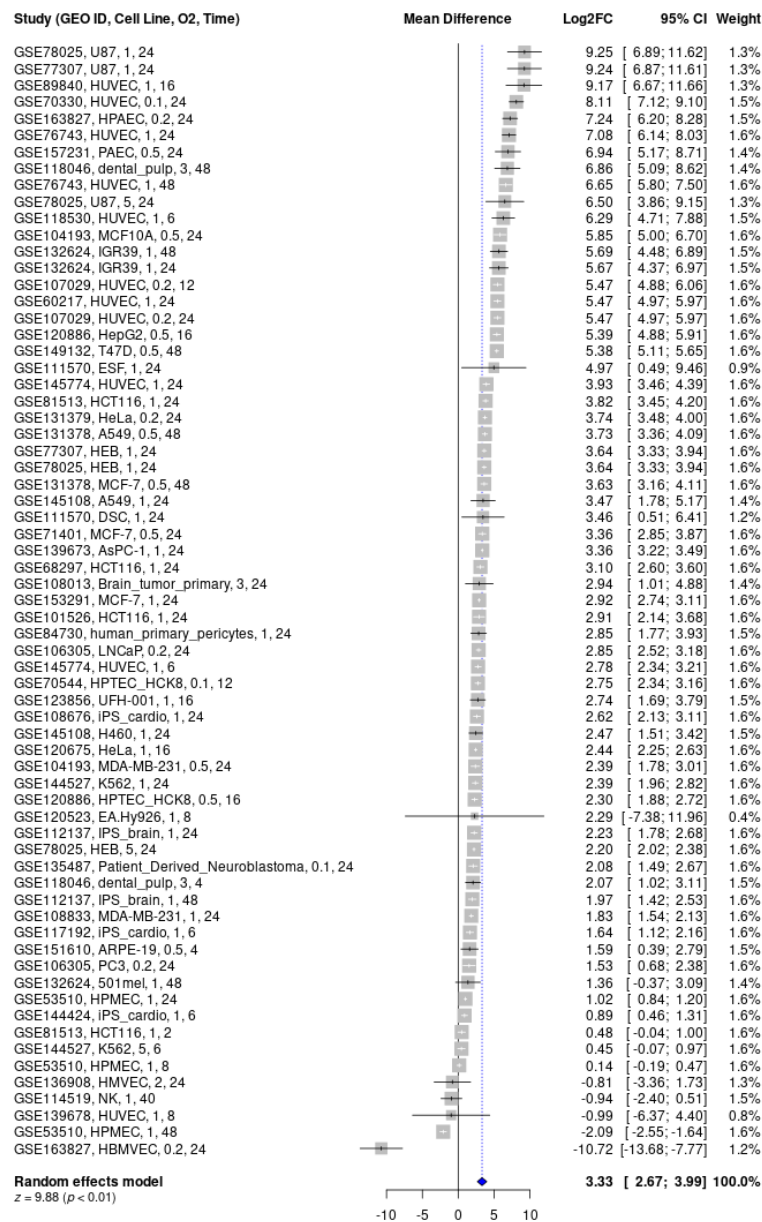 Study (GEO ID, Cell Line, O2, Time) Mean Difference Log2FC 95% CI Weight
GSE78025, U87, 1, 24 9.25 [ 6.89; 11.62] 1.3%
GSE77307, U87, 1, 24 9.24 [ 6.87; 11.61] 1.3%
GSE89840, HUVEC, 1, 16 9.17 [ 6.67; 11.66] 1.3%
GSE70330, HUVEC, 0.1, 24 8.11 [ 7.12; 9.10] 1.5%
GSE163827, HPAEC, 0.2, 24 7.24 [ 6.20; 8.28] 1.5%
GSE76743, HUVEC, 1, 24 7.08 [ 6.14; 8.03] 1.6%
GSE157231, PAEC, 0.5, 24 6.94 [ 5.17; 8.71] 1.4%
GSE118046, dental_pulp, 3, 48 6.86 [ 5.09; 8.62] 1.4%
GSE76743, HUVEC, 1, 48 6.65 [ 5.80; 7.50] 1.6%
GSE78025, U87, 5, 24 6.50 [ 3.86; 9.15] 1.3%
GSE118530, HUVEC, 1, 6 6.29 [ 4.71; 7.88] 1.5%
GSE104193, MCF10A, 0.5, 24 5.85 [ 5.00; 6.70] 1.6%
GSE132624, IGR39, 1, 48 5.69 [ 4.48; 6.89] 1.5%
GSE132624, IGR39, 1, 24 5.67 [ 4.37; 6.97] 1.5%
GSE107029, HUVEC, 0.2, 12 5.47 [ 4.88; 6.06] 1.6%
GSE60217, HUVEC, 1, 24 5.47 [ 4.97; 5.97] 1.6%
GSE107029, HUVEC, 0.2, 24 5.47 [ 4.97; 5.97] 1.6%
GSE120886, HepG2, 0.5, 16 5.39 [ 4.88; 5.91] 1.6%
GSE149132, T47D, 0.5, 48 5.38 [ 5.11; 5.65] 1.6%
GSE111570, ESF, 1, 24 4.97 [ 0.49; 9.46] 0.9%
GSE145774, HUVEC, 1, 24 3.93 [ 3.46; 4.39] 1.6%
GSE81513, HCT116, 1, 24 3.82 [ 3.45; 4.20] 1.6%
GSE131379, HeLa, 0.2, 24 3.74 [ 3.48; 4.00] 1.6%
GSE131378, A549, 0.5, 48 3.73 [ 3.36; 4.09] 1.6%
GSE77307, HEB, 1, 24 3.64 [ 3.33; 3.94] 1.6%
GSE78025, HEB, 1, 24 3.64 [ 3.33; 3.94] 1.6%
GSE131378, MCF-7, 0.5, 48 3.63 [ 3.16; 4.11] 1.6%
GSE145108, A549, 1, 24 3.47 [ 1.78; 5.17] 1.4%
GSE111570, DSC, 1, 24 3.46 [ 0.51; 6.41] 1.2%
GSE71401, MCF-7, 0.5, 24 3.36 [ 2.85; 3.87] 1.6%
GSE139673, AsPC-1, 1, 24 3.36 [ 3.22; 3.49] 1.6%
GSE68297, HCT116, 1, 24 3.10 [ 2.60; 3.60] 1.6%
GSE108013, Brain_tumor_primary, 3, 24 2.94 [ 1.01; 4.88] 1.4%
GSE153291, MCF-7, 1, 24 2.92 [ 2.74; 3.11] 1.6%
GSE101526, HCT116, 1, 24 2.91 [ 2.14; 3.68] 1.6%
GSE84730, human_primary_pericytes, 1, 24 2.85 [ 1.77; 3.93] 1.5%
GSE106305, LNCaP, 0.2, 24 2.85 [ 2.52; 3.18] 1.6%
GSE145774, HUVEC, 1, 6 2.78 [ 2.34; 3.21] 1.6%
GSE70544, HPTEC_HCK8, 0.1, 12 2.75 [ 2.34; 3.16] 1.6%
GSE123856, UFH-001, 1, 16 2.74 [ 1.69; 3.79] 1.5%
GSE108676, iPS_cardio, 1, 24 2.62 [ 2.13; 3.11] 1.6%
GSE145108, H460, 1, 24 2.47 [ 1.51; 3.42] 1.5%
GSE120675, HeLa, 1, 16 2.44 [ 2.25; 2.63] 1.6%
GSE104193, MDA-MB-231, 0.5, 24 2.39 [ 1.78; 3.01] 1.6%
GSE144527, K562, 1, 24 2.39 [ 1.96; 2.82] 1.6%
GSE120886, HPTEC_HCK8, 0.5, 16 2.30 [ 1.88; 2.72] 1.6%
GSE120523, EA.Hy926, 1, 8 2.29 [-7.38; 11.96] 0.4%
GSE112137, IPS_brain, 1, 24 2.23 [ 1.78; 2.68] 1.6%
GSE78025, HEB, 5, 24 2.20 [ 2.02; 2.38] 1.6%
GSE135487, Patient_Derived_Neuroblastoma, 0.1, 24 2.08 [ 1.49; 2.67] 1.6%
GSE118046, dental_pulp, 3, 4 2.07 [ 1.02; 3.11] 1.5%
GSE112137, IPS_brain, 1, 48 1.97 [ 1.42; 2.53] 1.6%
GSE108833, MDA-MB-231, 1, 24 1.83 [ 1.54; 2.13] 1.6%
GSE117192, iPS_cardio, 1, 6 1.64 [ 1.12; 2.16] 1.6%
GSE151610, ARPE-19, 0.5, 4 1.59 [ 0.39; 2.79] 1.5%
GSE106305, PC3, 0.2, 24 1.53 [ 0.68; 2.38] 1.6%
GSE132624, 501mel, 1, 48 1.36 [-0.37; 3.09] 1.4%
GSE53510, HPMEC, 1, 24 1.02 [ 0.84; 1.20] 1.6%
GSE144424, iPS_cardio, 1, 6 0.89 [ 0.46; 1.31] 1.6%
GSE81513, HCT116, 1, 2 0.48 [-0.04; 1.00] 1.6%
GSE144527, K562, 5, 6 0.45 [-0.07; 0.97] 1.6%
GSE53510, HPMEC, 1, 8 0.14 [-0.19; 0.47] 1.6%
GSE136908, HMVEC, 2, 24 -0.81 [-3.36; 1.73] 1.3%
GSE114519, NK, 1, 40 -0.94 [-2.40; 0.51] 1.5%
GSE139678, HUVEC, 1, 8 -0.99 [-6.37; 4.40] 0.8%
GSE53510, HPMEC, 1, 48 -2.09 [-2.55; -1.64] 1.6%
GSE163827, HBMVEC, 0.2, 24 -10.72 [-13.68; -7.77] 1.2%
Random effects model 3.33 [ 2.67; 3.99] 100.0%
z = 9.88 (p < 0.01)
-10 -5 0 5 10